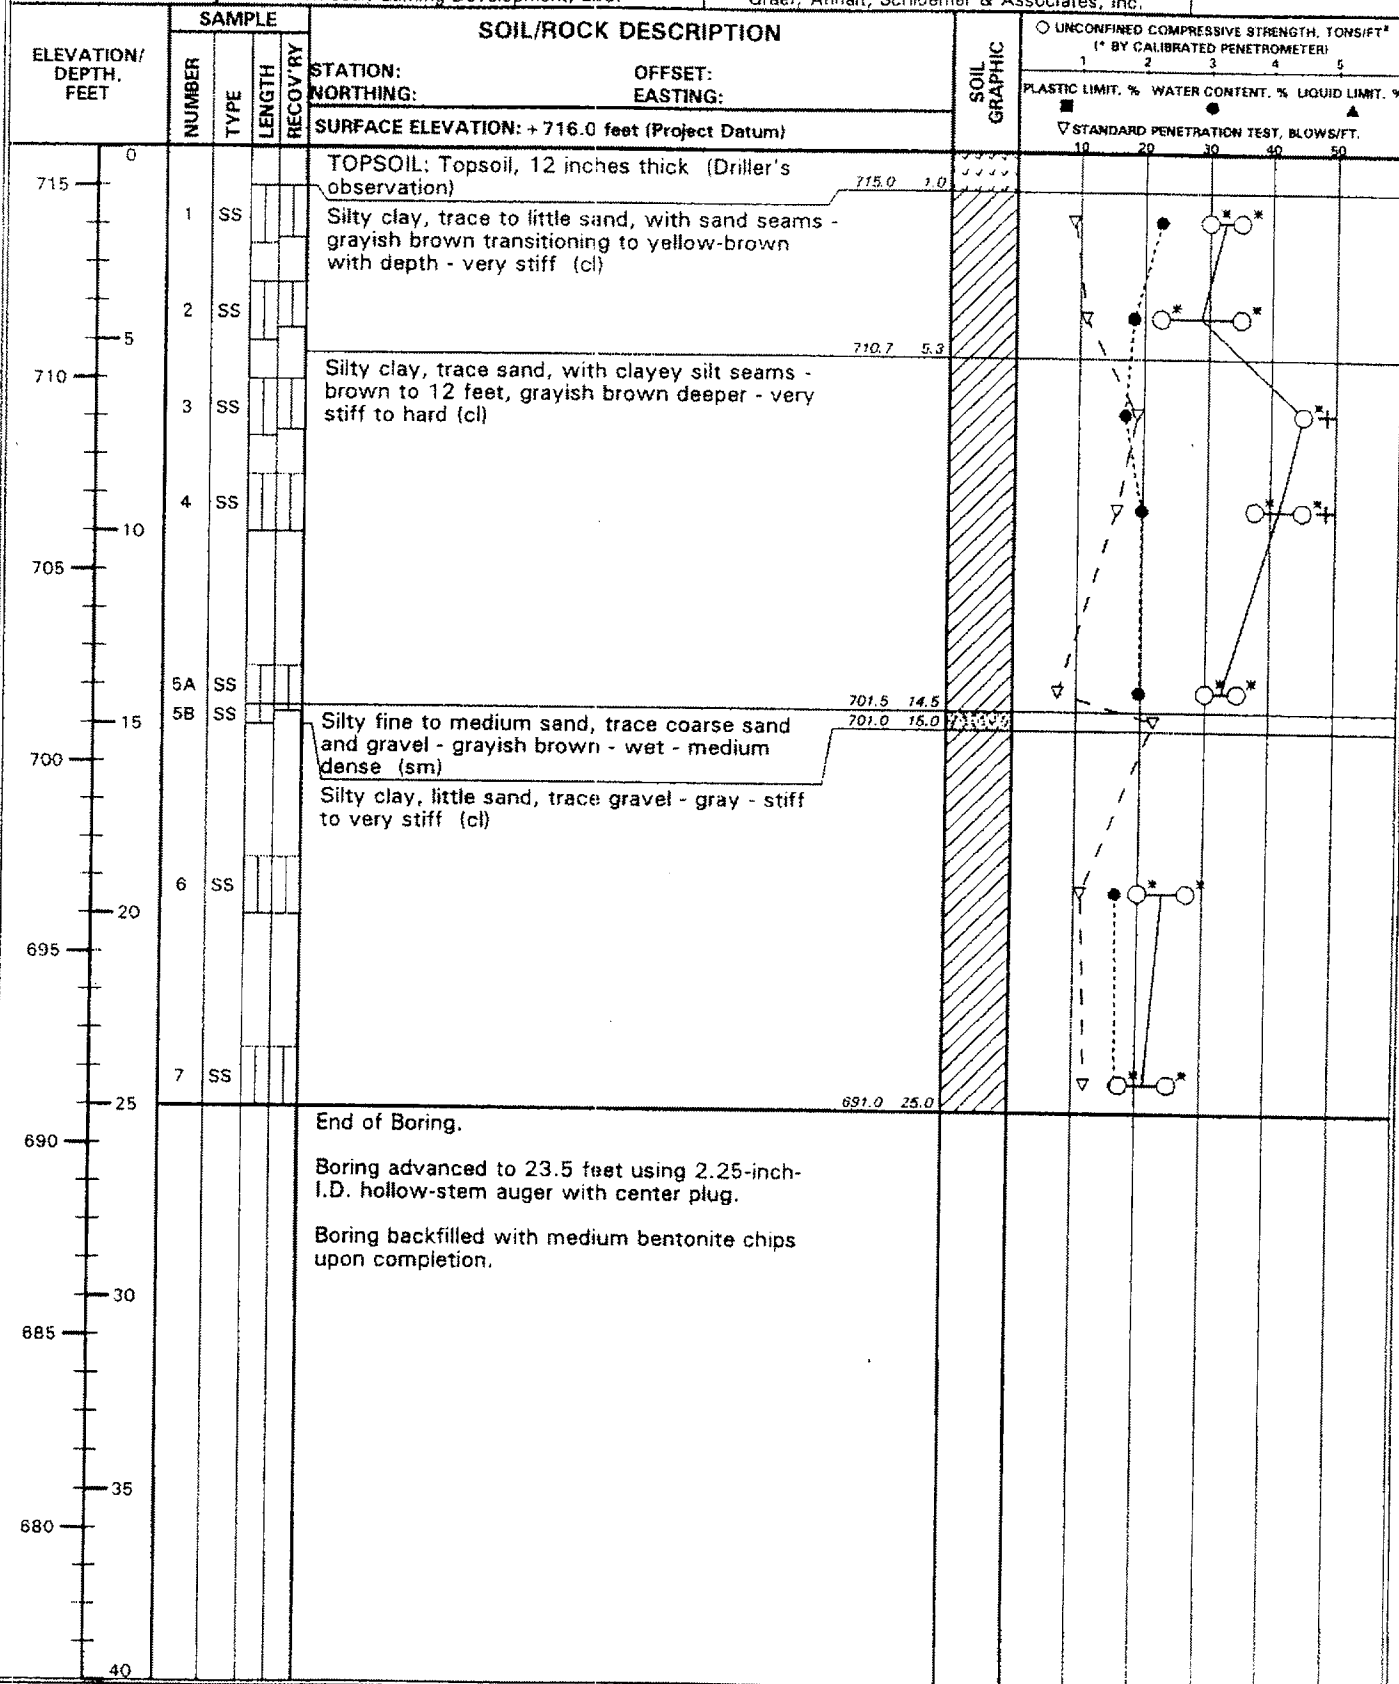 Development,
& Associates, Inc.
ELEVATION/
DEPTH,
FEET
SAMPLE
NUMBER
TYPE
LENGTH
RECOV'RY
SOIL/ROCK DESCRIPTION
STATION: OFFSET:
NORTHING: EASTING:
SURFACE ELEVATION: +716.0 feet (Project Datum)
SOIL
GRAPHIC
○ UNCONFINED COMPRESSIVE STRENGTH, TONS/FT²
(* BY CALIBRATED PENETROMETER)
1 2 3 4 5
PLASTIC LIMIT, % WATER CONTENT, % LIQUID LIMIT, %
■ ● ▲
▽ STANDARD PENETRATION TEST, BLOWS/FT.
10 20 30 40 50
0
TOPSOIL: Topsoil, 12 inches thick (Driller's
observation)
715.0 1.0
715
1 SS
Silty clay, trace to little sand, with sand seams -
grayish brown transitioning to yellow-brown
with depth - very stiff (cl)
* *
2 SS
* *
5
710.7 5.3
710
Silty clay, trace sand, with clayey silt seams -
brown to 12 feet, grayish brown deeper - very
stiff to hard (cl)
3 SS
*+
4 SS
* *+
10
705
5A SS
* *
701.5 14.5
5B SS
15
Silty fine to medium sand, trace coarse sand
and gravel - grayish brown - wet - medium
dense (sm)
701.0 15.0
700
Silty clay, little sand, trace gravel - gray - stiff
to very stiff (cl)
6 SS
* *
20
695
7 SS
* *
25
691.0 25.0
End of Boring.
690
Boring advanced to 23.5 feet using 2.25-inch-
I.D. hollow-stem auger with center plug.
Boring backfilled with medium bentonite chips
upon completion.
30
685
35
680
40